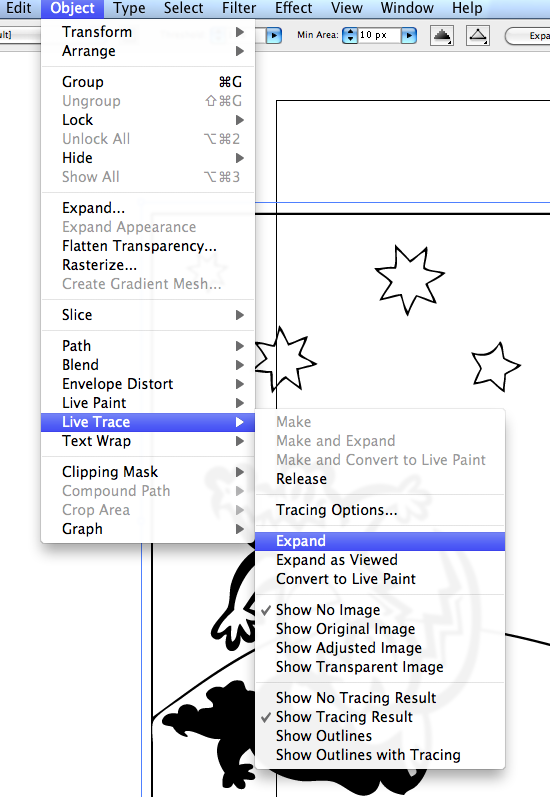 Edit Object Type Select Filter Effect View Window Help
ult] Min Area: 10 px Expa
Transform
Arrange
Group ⌘G
Ungroup ⇧⌘G
Lock
Unlock All ⌥⌘2
Hide
Show All ⌥⌘3
Expand...
Expand Appearance
Flatten Transparency...
Rasterize...
Create Gradient Mesh...
Slice
Path
Blend
Envelope Distort
Live Paint
Live Trace
Text Wrap
Clipping Mask
Compound Path
Crop Area
Graph
Make
Make and Expand
Make and Convert to Live Paint
Release
Tracing Options...
Expand
Expand as Viewed
Convert to Live Paint
✓ Show No Image
Show Original Image
Show Adjusted Image
Show Transparent Image
Show No Tracing Result
✓ Show Tracing Result
Show Outlines
Show Outlines with Tracing